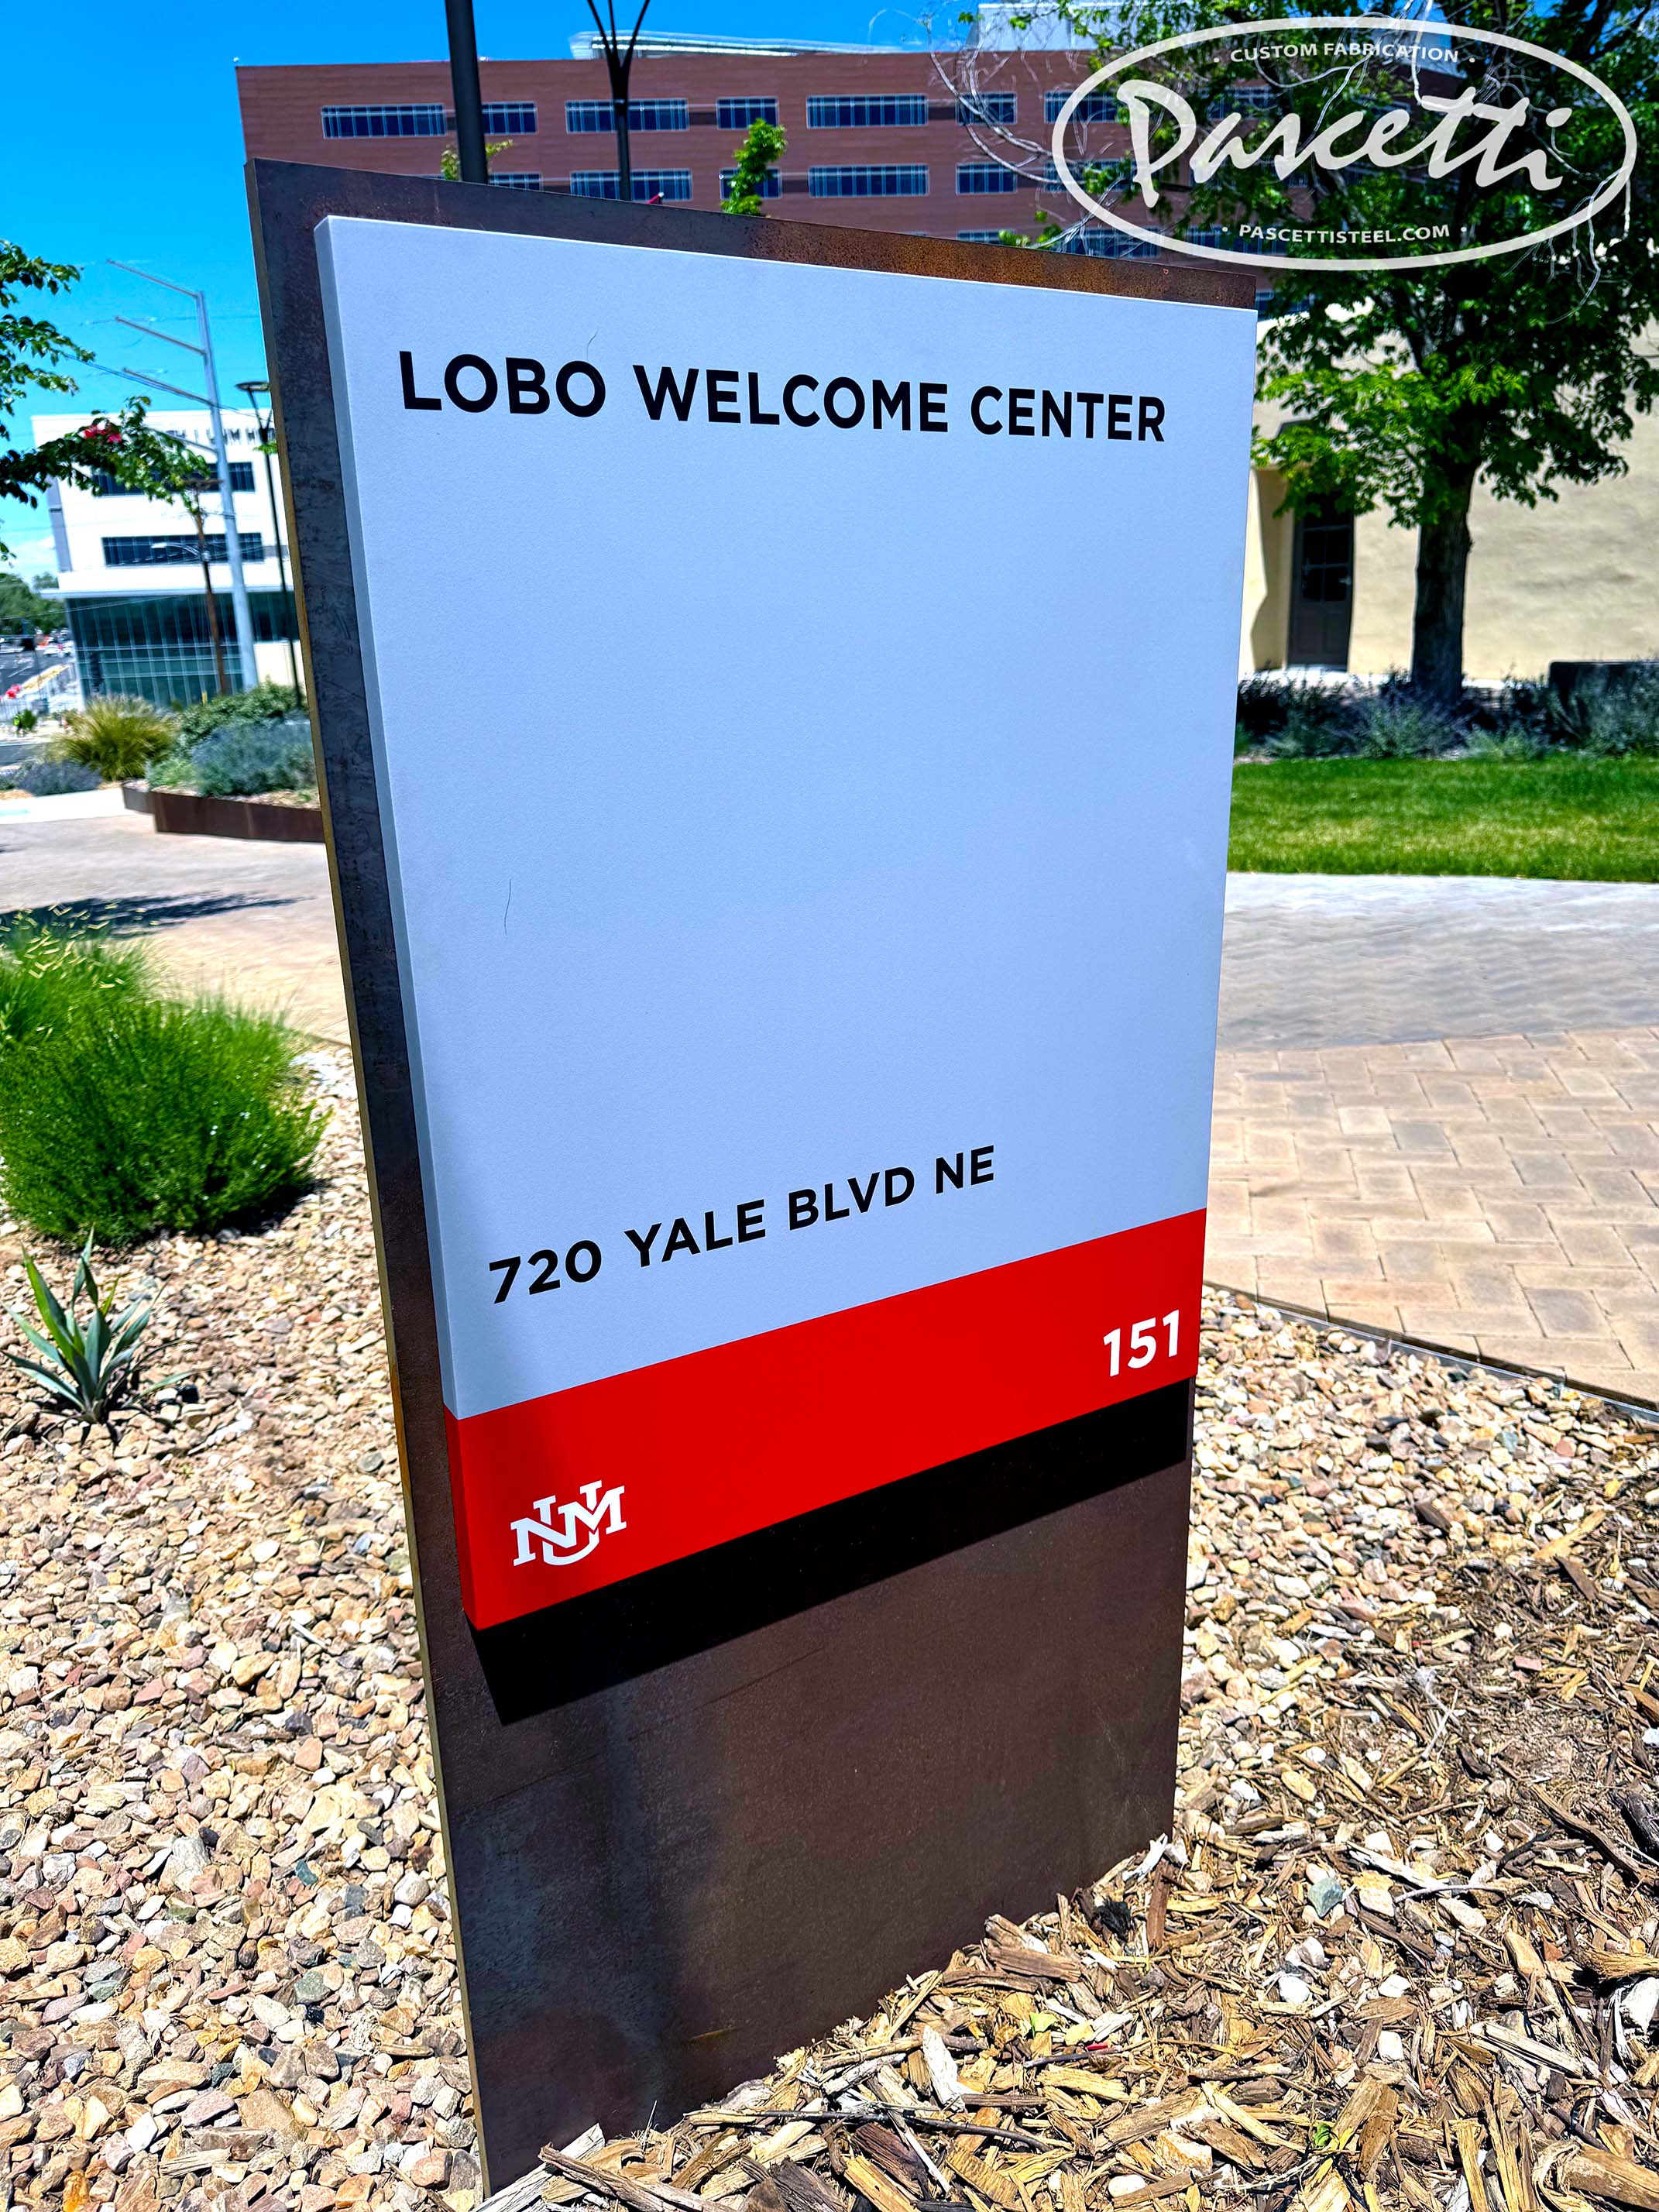 · CUSTOM FABRICATION ·
Pascetti
· PASCETTISTEEL.COM ·
LOBO WELCOME CENTER
720 YALE BLVD NE
151
UNM